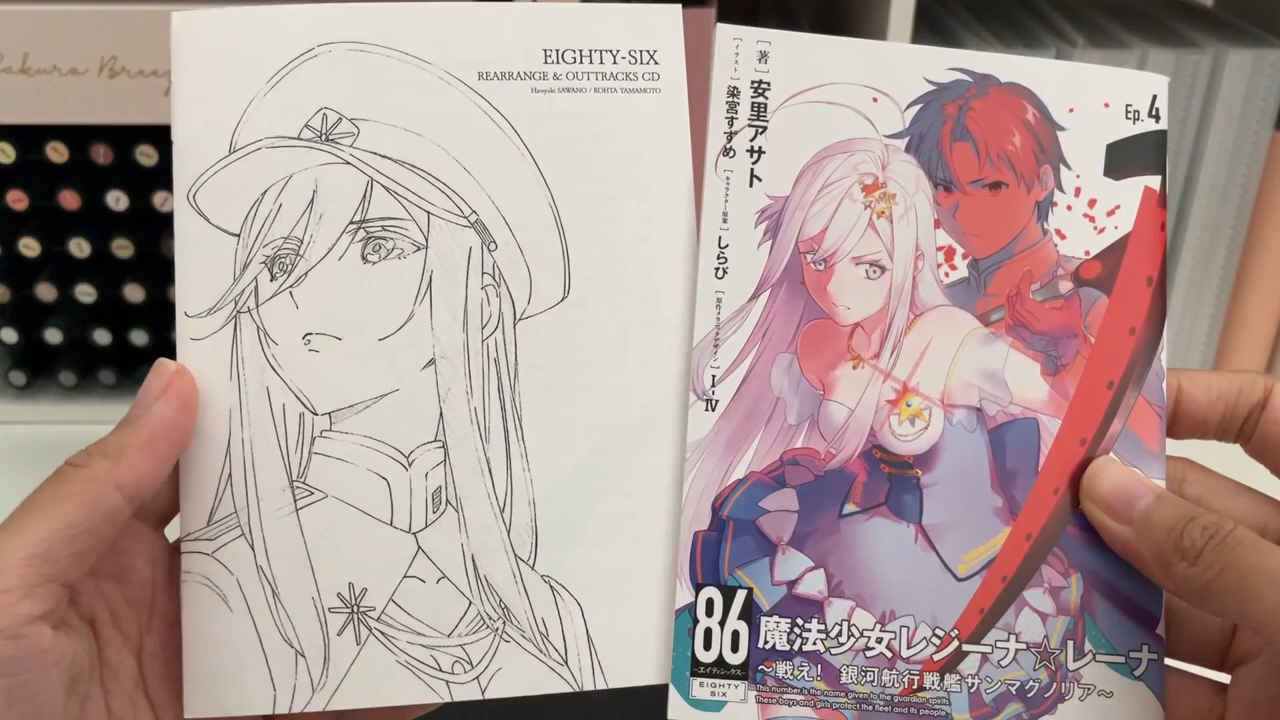 Sakura Breez
EIGHTY-SIX
REARRANGE & OUTTRACKS CD
Hiroyuki SAWANO / KOHTA YAMAMOTO
[著] 安里アサト
[イラスト] 染宮すずめ [キャラクター原案] しらび [原作メカニックデザイン] I-Ⅳ
Ep.4
86
―エイティシックス―
[EIGHTY SIX]
魔法少女レジーナ☆レーナ
〜戦え! 銀河航行戦艦サンマグノリア〜
This number is the name given to the guardian spirits.
These boys and girls protect the fleet and its people.